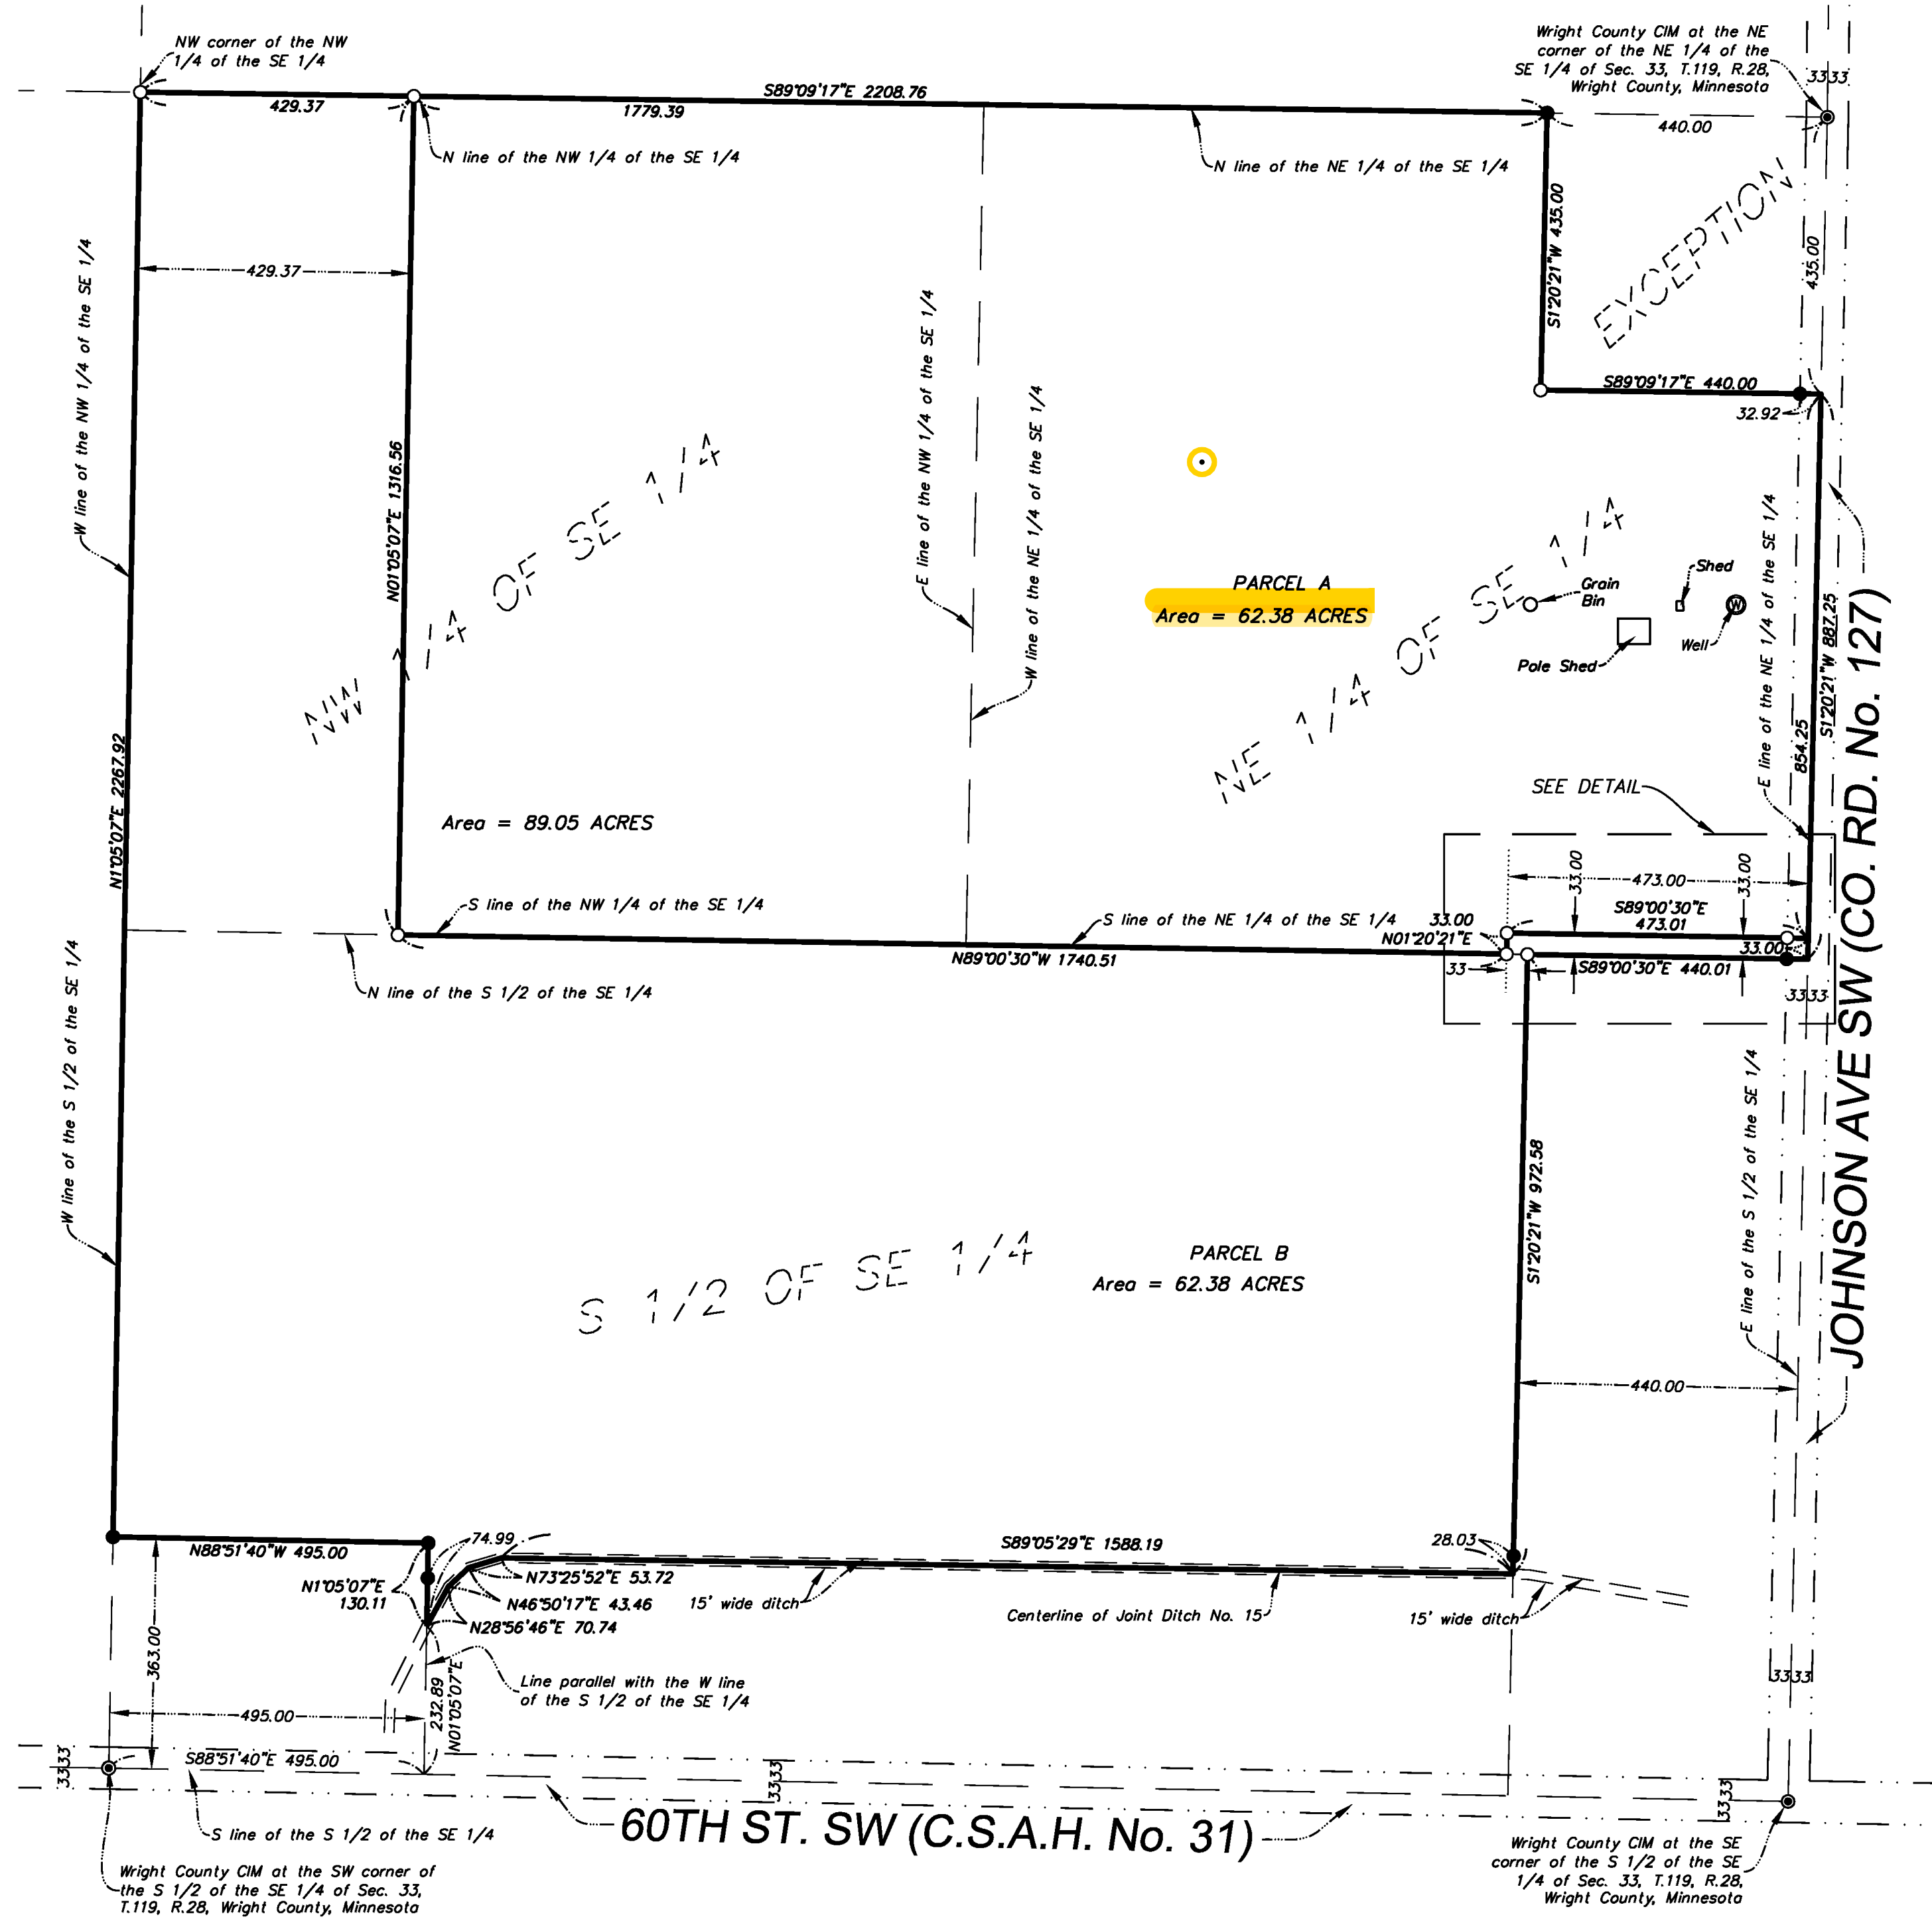 NW corner of the NW
1/4 of the SE 1/4
Wright County CIM at the NE
corner of the NE 1/4 of the
SE 1/4 of Sec. 33, T.119, R.28,
Wright County, Minnesota
33 33
429.37
S89°09'17"E 2208.76
1779.39
440.00
N line of the NW 1/4 of the SE 1/4
N line of the NE 1/4 of the SE 1/4
EXCEPTION
S1°20'21"W 435.00
435.00
429.37
W line of the NW 1/4 of the SE 1/4
E line of the NW 1/4 of the SE 1/4
W line of the NE 1/4 of the SE 1/4
S89°09'17"E 440.00
32.92
N01°05'07"E 1316.56
NW 1/4 OF SE 1/4
NE 1/4 OF SE 1/4
PARCEL A
Area = 62.38 ACRES
Grain
Bin
Shed
Well
W
Pole Shed
E line of the NE 1/4 of the SE 1/4
S1°20'21"W 887.25
854.25
JOHNSON AVE SW (CO. RD. No. 127)
N1°05'07"E 2267.92
Area = 89.05 ACRES
SEE DETAIL
33.00
33.00
473.00
S89°00'30"E
473.01
S line of the NW 1/4 of the SE 1/4
S line of the NE 1/4 of the SE 1/4
33.00
N01°20'21"E
33.00
N89°00'30"W 1740.51
33
S89°00'30"E 440.01
N line of the S 1/2 of the SE 1/4
33 33
W line of the S 1/2 of the SE 1/4
E line of the S 1/2 of the SE 1/4
S1°20'21"W 972.58
S 1/2 OF SE 1/4
PARCEL B
Area = 62.38 ACRES
440.00
N88°51'40"W 495.00
74.99
S89°05'29"E 1588.19
28.03
N1°05'07"E
130.11
N73°25'52"E 53.72
N46°50'17"E 43.46
N28°56'46"E 70.74
15' wide ditch
Centerline of Joint Ditch No. 15
15' wide ditch
363.00
Line parallel with the W line
of the S 1/2 of the SE 1/4
232.89
N01°05'07"E
495.00
33 33
S88°51'40"E 495.00
33 33
33 33
33 33
60TH ST. SW (C.S.A.H. No. 31)
S line of the S 1/2 of the SE 1/4
Wright County CIM at the SW corner of
the S 1/2 of the SE 1/4 of Sec. 33,
T.119, R.28, Wright County, Minnesota
Wright County CIM at the SE
corner of the S 1/2 of the SE
1/4 of Sec. 33, T.119, R.28,
Wright County, Minnesota